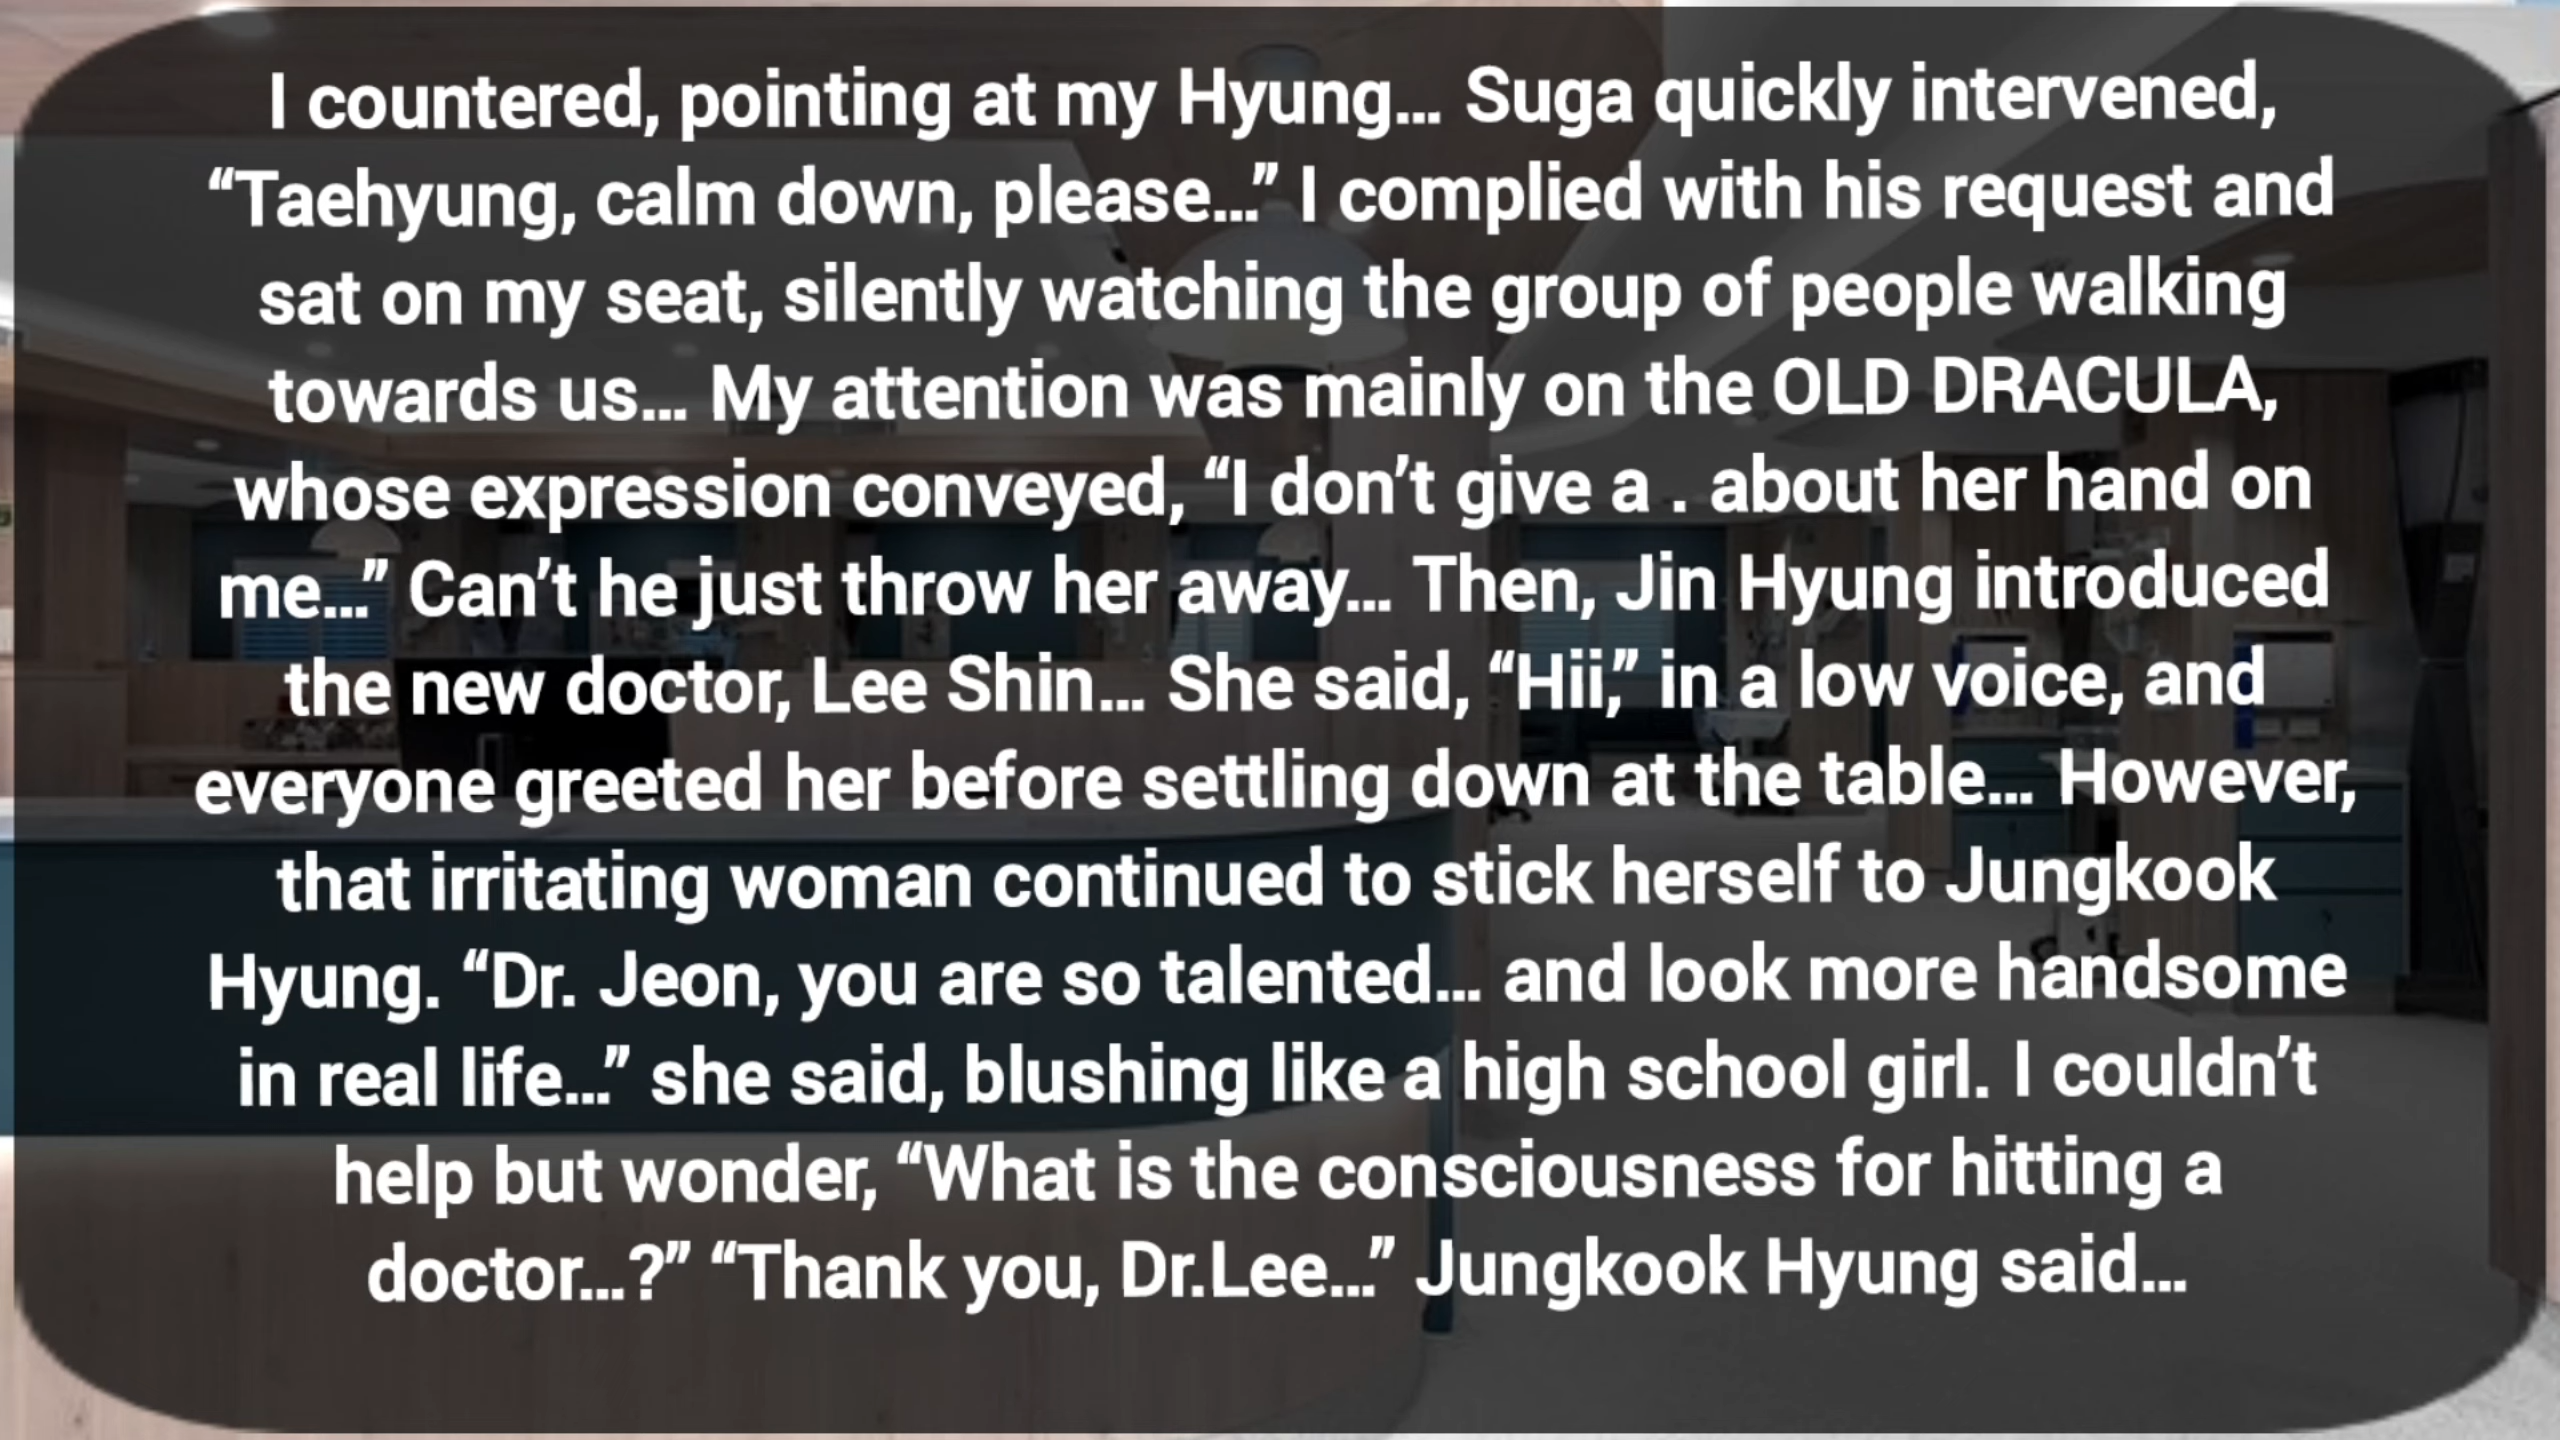 I countered, pointing at my Hyung... Suga quickly intervened,
“Taehyung, calm down, please...” I complied with his request and
sat on my seat, silently watching the group of people walking
towards us... My attention was mainly on the OLD DRACULA,
whose expression conveyed, “I don’t give a . about her hand on
me...” Can’t he just throw her away... Then, Jin Hyung introduced
the new doctor, Lee Shin... She said, “Hii,” in a low voice, and
everyone greeted her before settling down at the table... However,
that irritating woman continued to stick herself to Jungkook
Hyung. “Dr. Jeon, you are so talented... and look more handsome
in real life...” she said, blushing like a high school girl. I couldn’t
help but wonder, “What is the consciousness for hitting a
doctor...?” “Thank you, Dr.Lee...” Jungkook Hyung said...